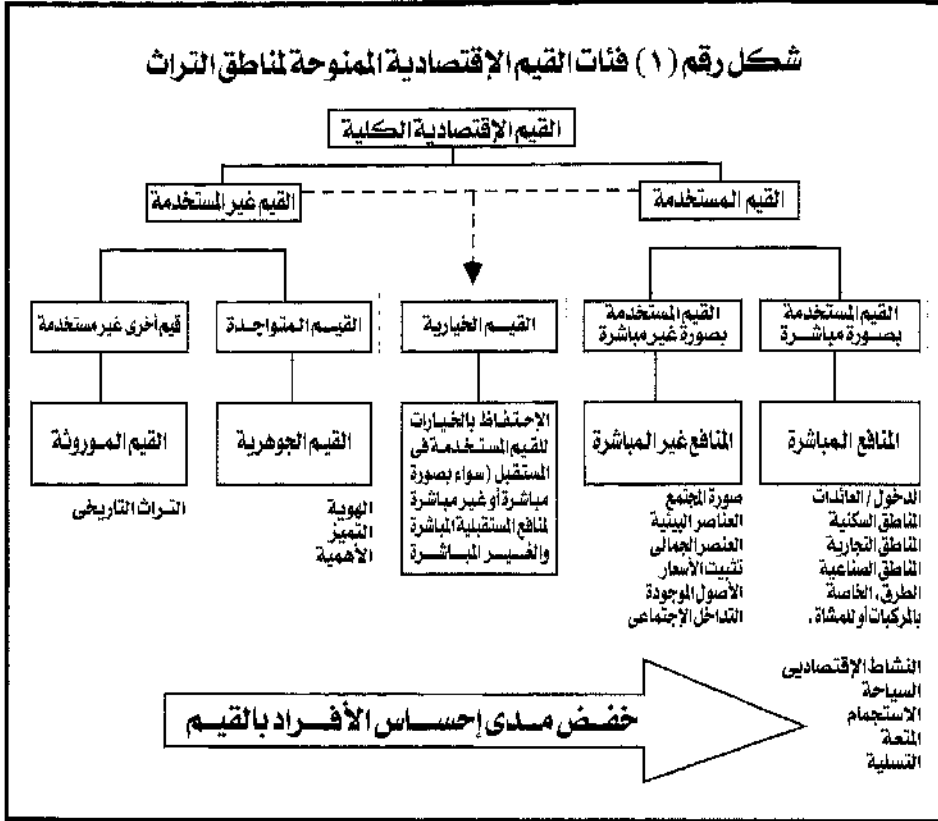 شكل رقم (١) فئات القيم الإقتصادية الممنوحة لمناطق التراث
القيم الإقتصادية الكلية
القيم المستخدمة
القيم غير المستخدمة
القيم المستخدمة
بصورة مباشرة
القيم المستخدمة
بصورة غير مباشرة
القيم الخيارية
القيم المتواجدة
قيم أخرى غير مستخدمة
المنافع المباشرة
المنافع غير المباشرة
الإحتفاظ بالخيارات
للقيم المستخدمة فى
المستقبل (سواء بصورة
مباشرة أو غير مباشرة
لمنافع المستقبلية المباشرة
والغير المباشرة
القيم الجوهرية
القيم الموروثة
الدخول / العائدات
المناطق السكنية
المناطق التجارية
المناطق الصناعية
الطرق، الخاصة
بالمركبات أو للمشاة .
النشاط الإقتصاديى
السياحة
الاستجمام
المتعة
التسلية
صورة المجتمع
العناصر البيئية
العنصر الجمالى
تثبيت الأسعار
الأصول الموجودة
التداخل الإجتماعى
الهوية
التميز
الأهمية
التراث التاريخى
خفض مدى إحساس الأفراد بالقيم